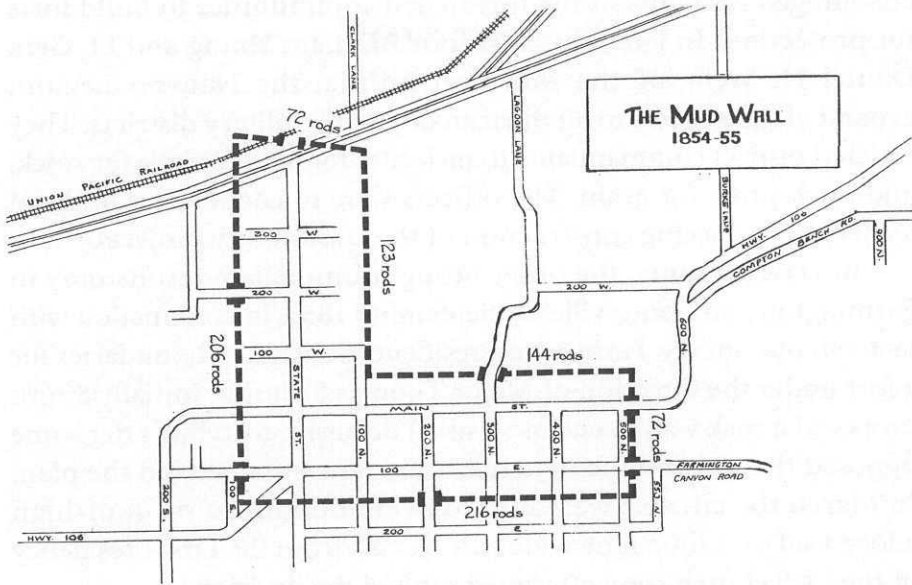 CLARK LANE
72 rods
UNION PACIFIC RAILROAD
LAGOON LANE
THE MUD WALL
1854-55
BURKE LANE
HWY. 106
COMPTON BENCH RD.
900 N.
300 W.
123 rods
200 W.
200 W.
600 N.
206 rods
100 W.
144 rods
STATE ST.
MAIN ST.
100 N.
200 N.
300 N.
400 N.
500 N.
72 rods
100 E.
FARMINGTON
CANYON ROAD
216 rods
HWY. 106
200 E